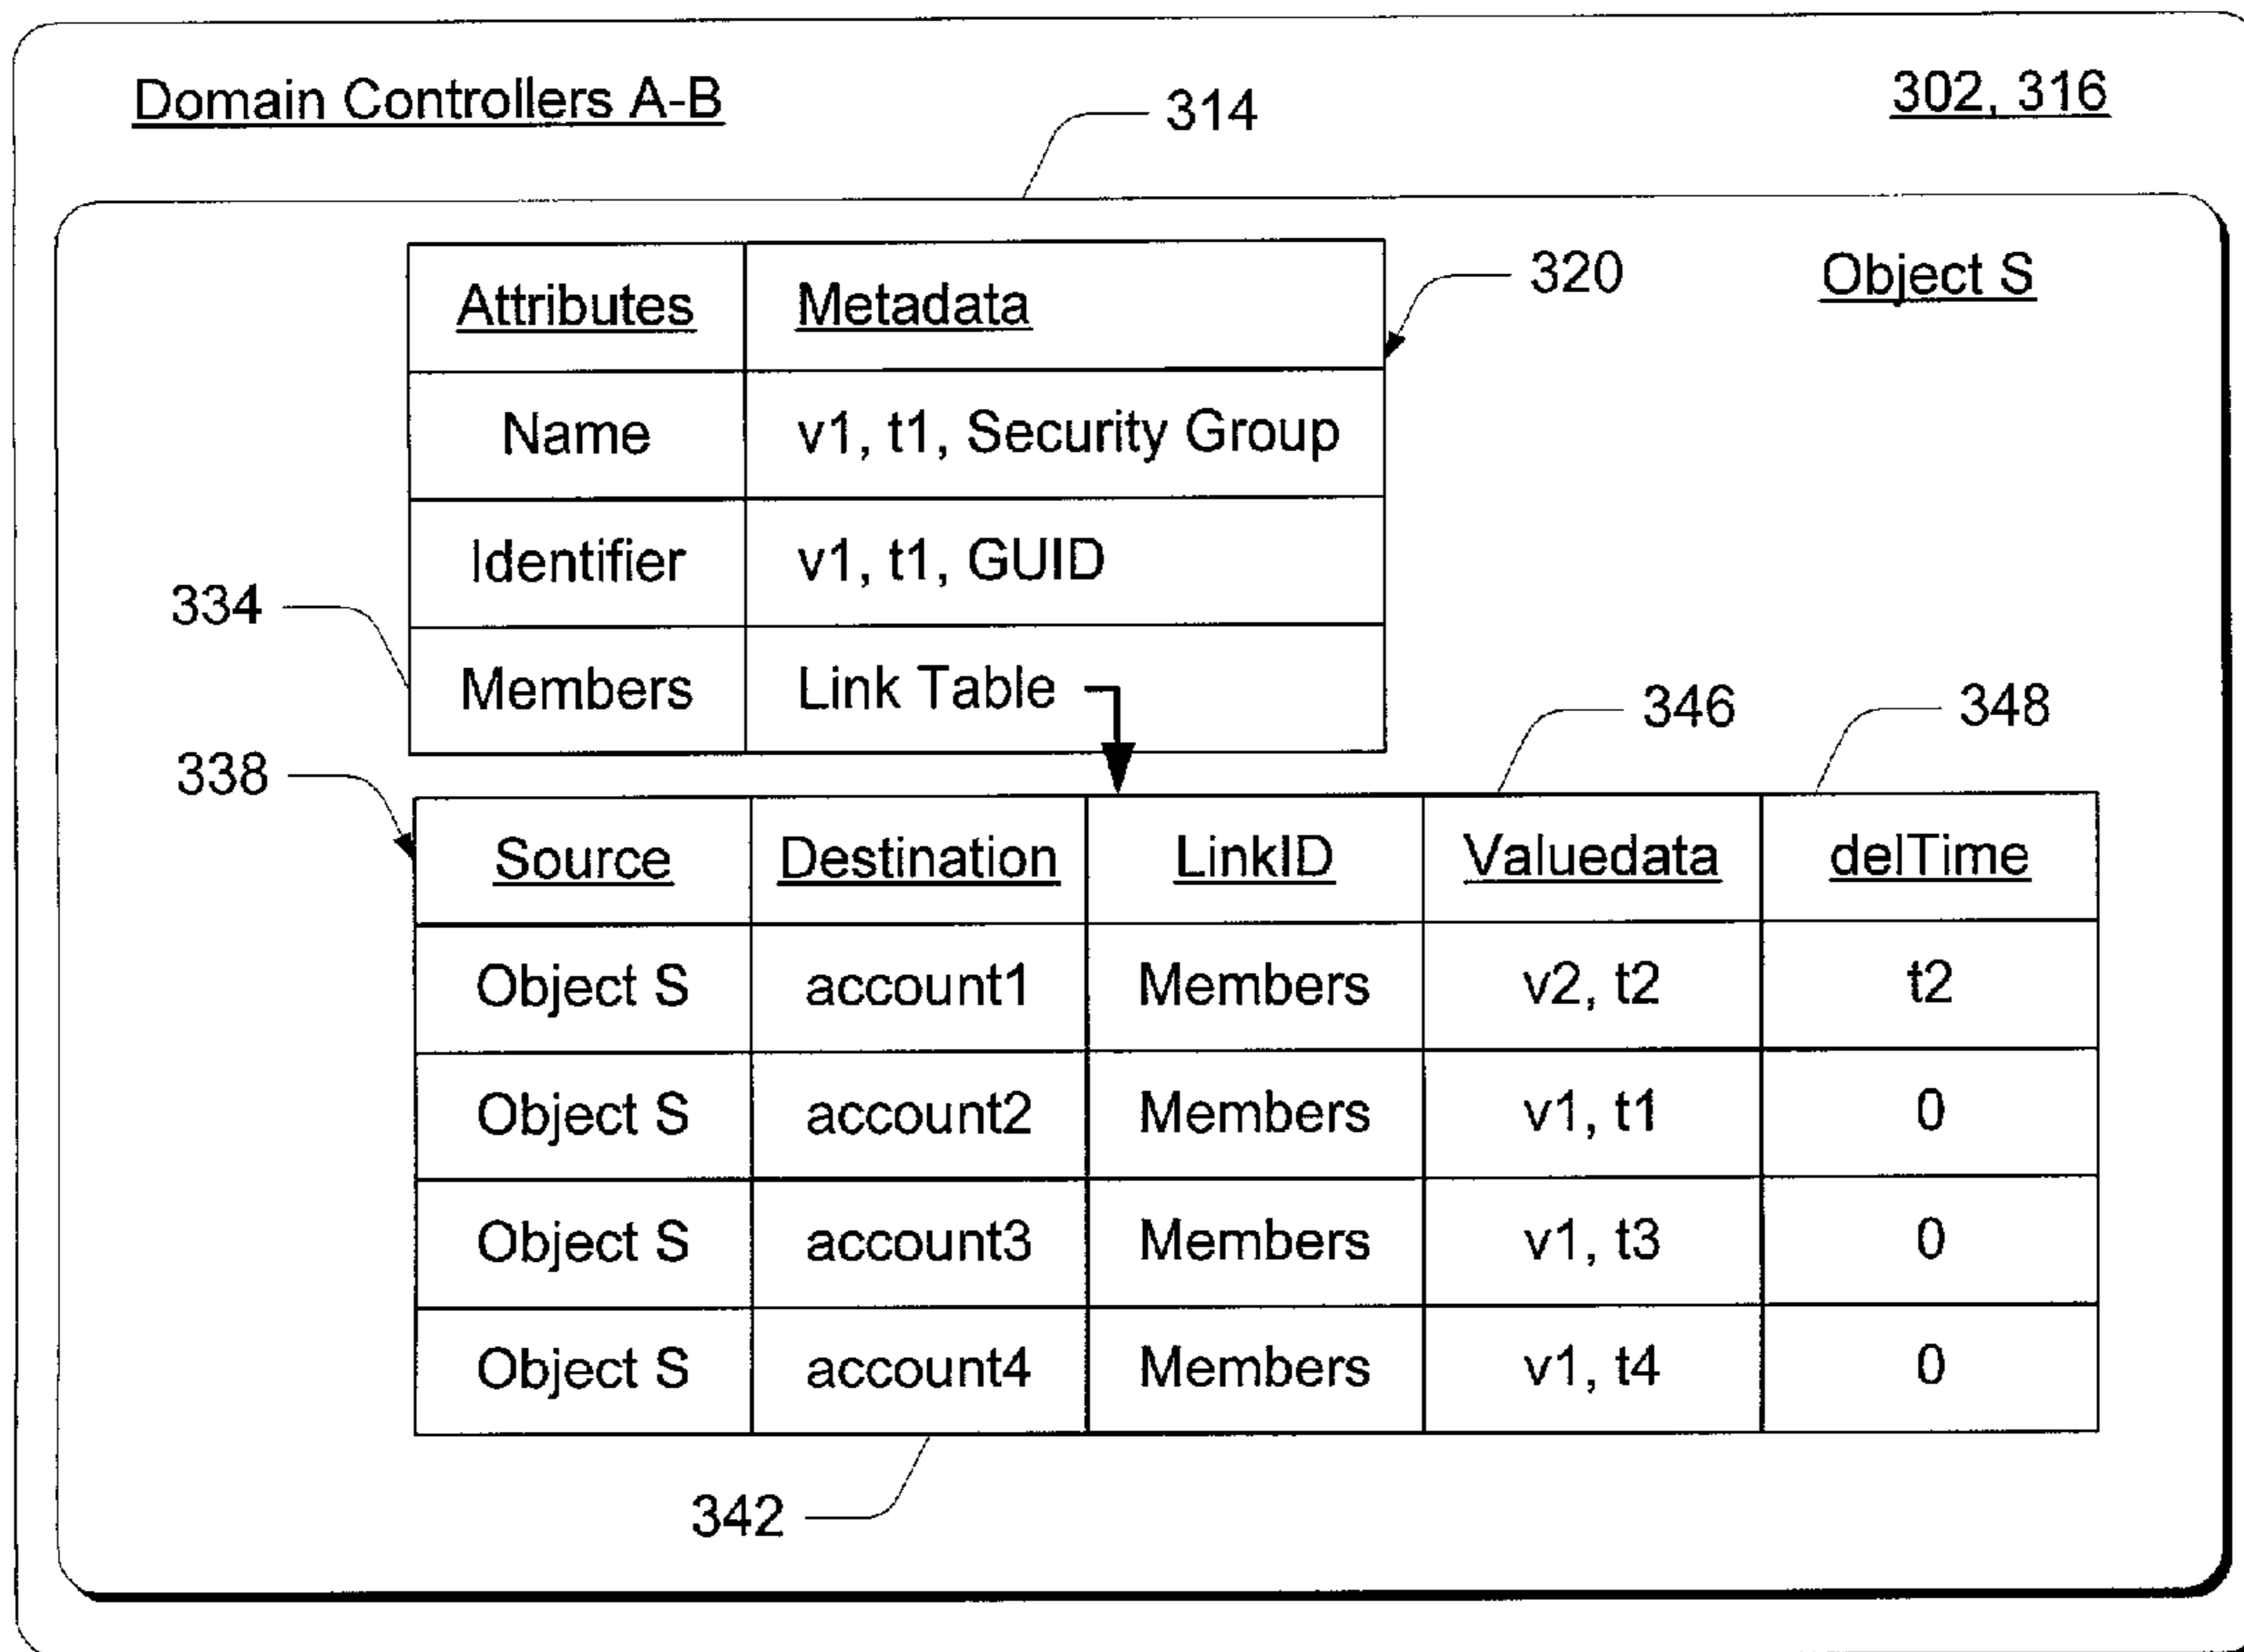 Domain Controllers A-B 302, 316
314
Attributes Metadata 320 Object S
Name v1, t1, Security Group
Identifier v1, t1, GUID
334
Members Link Table 346 348
338
Source Destination LinkID Valuedata delTime
Object S account1 Members v2, t2 t2
Object S account2 Members v1, t1 0
Object S account3 Members v1, t3 0
Object S account4 Members v1, t4 0
342